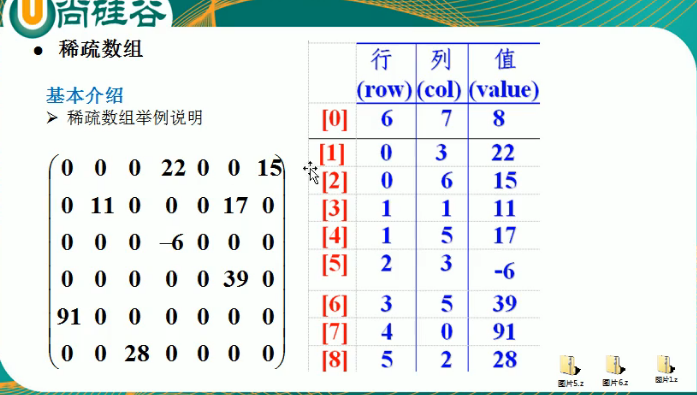 尚硅谷
● 稀疏数组
基本介绍
➢ 稀疏数组举例说明
0 0 0 22 0 0 15
0 11 0 0 0 17 0
0 0 0 –6 0 0 0
0 0 0 0 0 39 0
91 0 0 0 0 0 0
0 0 28 0 0 0 0
行 列 值
(row) (col) (value)
[0] 6 7 8
[1] 0 3 22
[2] 0 6 15
[3] 1 1 11
[4] 1 5 17
[5] 2 3 -6
[6] 3 5 39
[7] 4 0 91
[8] 5 2 28
图片5.z 图片6.z 图片1.z